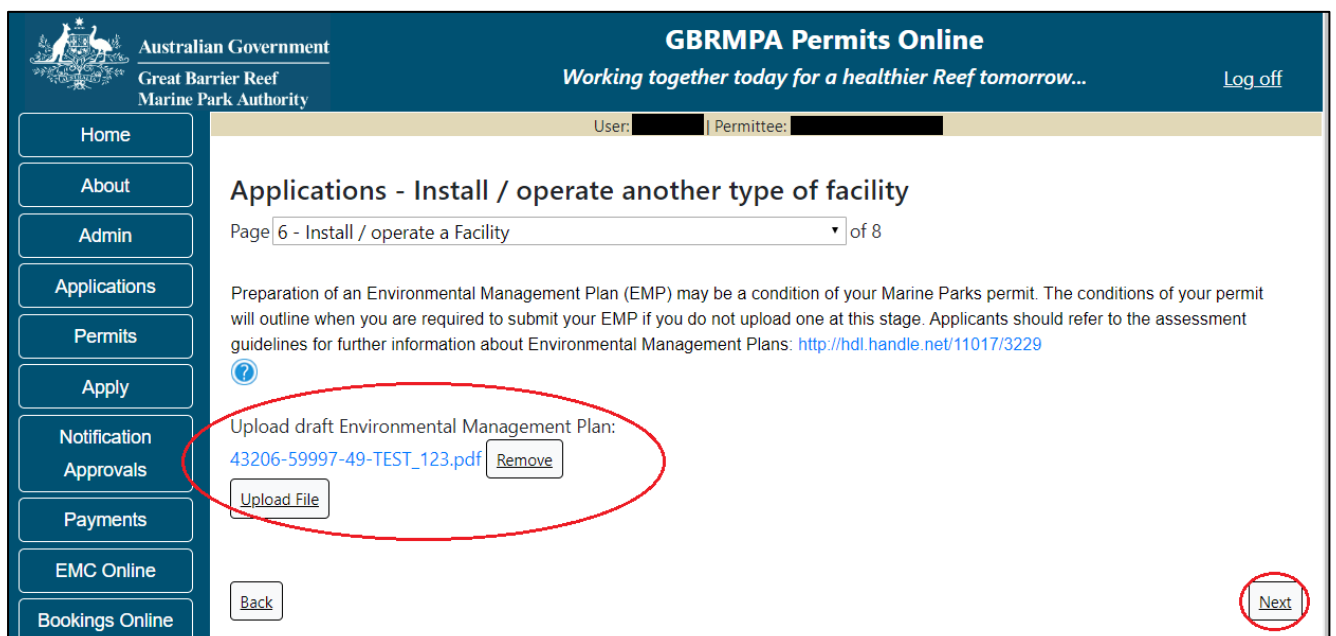 Australian Government
Great Barrier Reef
Marine Park Authority
GBRMPA Permits Online
Working together today for a healthier Reef tomorrow...
Log off
User: | Permittee:
Home
About
Admin
Applications
Permits
Apply
Notification
Approvals
Payments
EMC Online
Bookings Online
Applications - Install / operate another type of facility
Page 6 - Install / operate a Facility of 8
Preparation of an Environmental Management Plan (EMP) may be a condition of your Marine Parks permit. The conditions of your permit
will outline when you are required to submit your EMP if you do not upload one at this stage. Applicants should refer to the assessment
guidelines for further information about Environmental Management Plans: http://hdl.handle.net/11017/3229
?
Upload draft Environmental Management Plan:
43206-59997-49-TEST_123.pdf Remove
Upload File
Back
Next